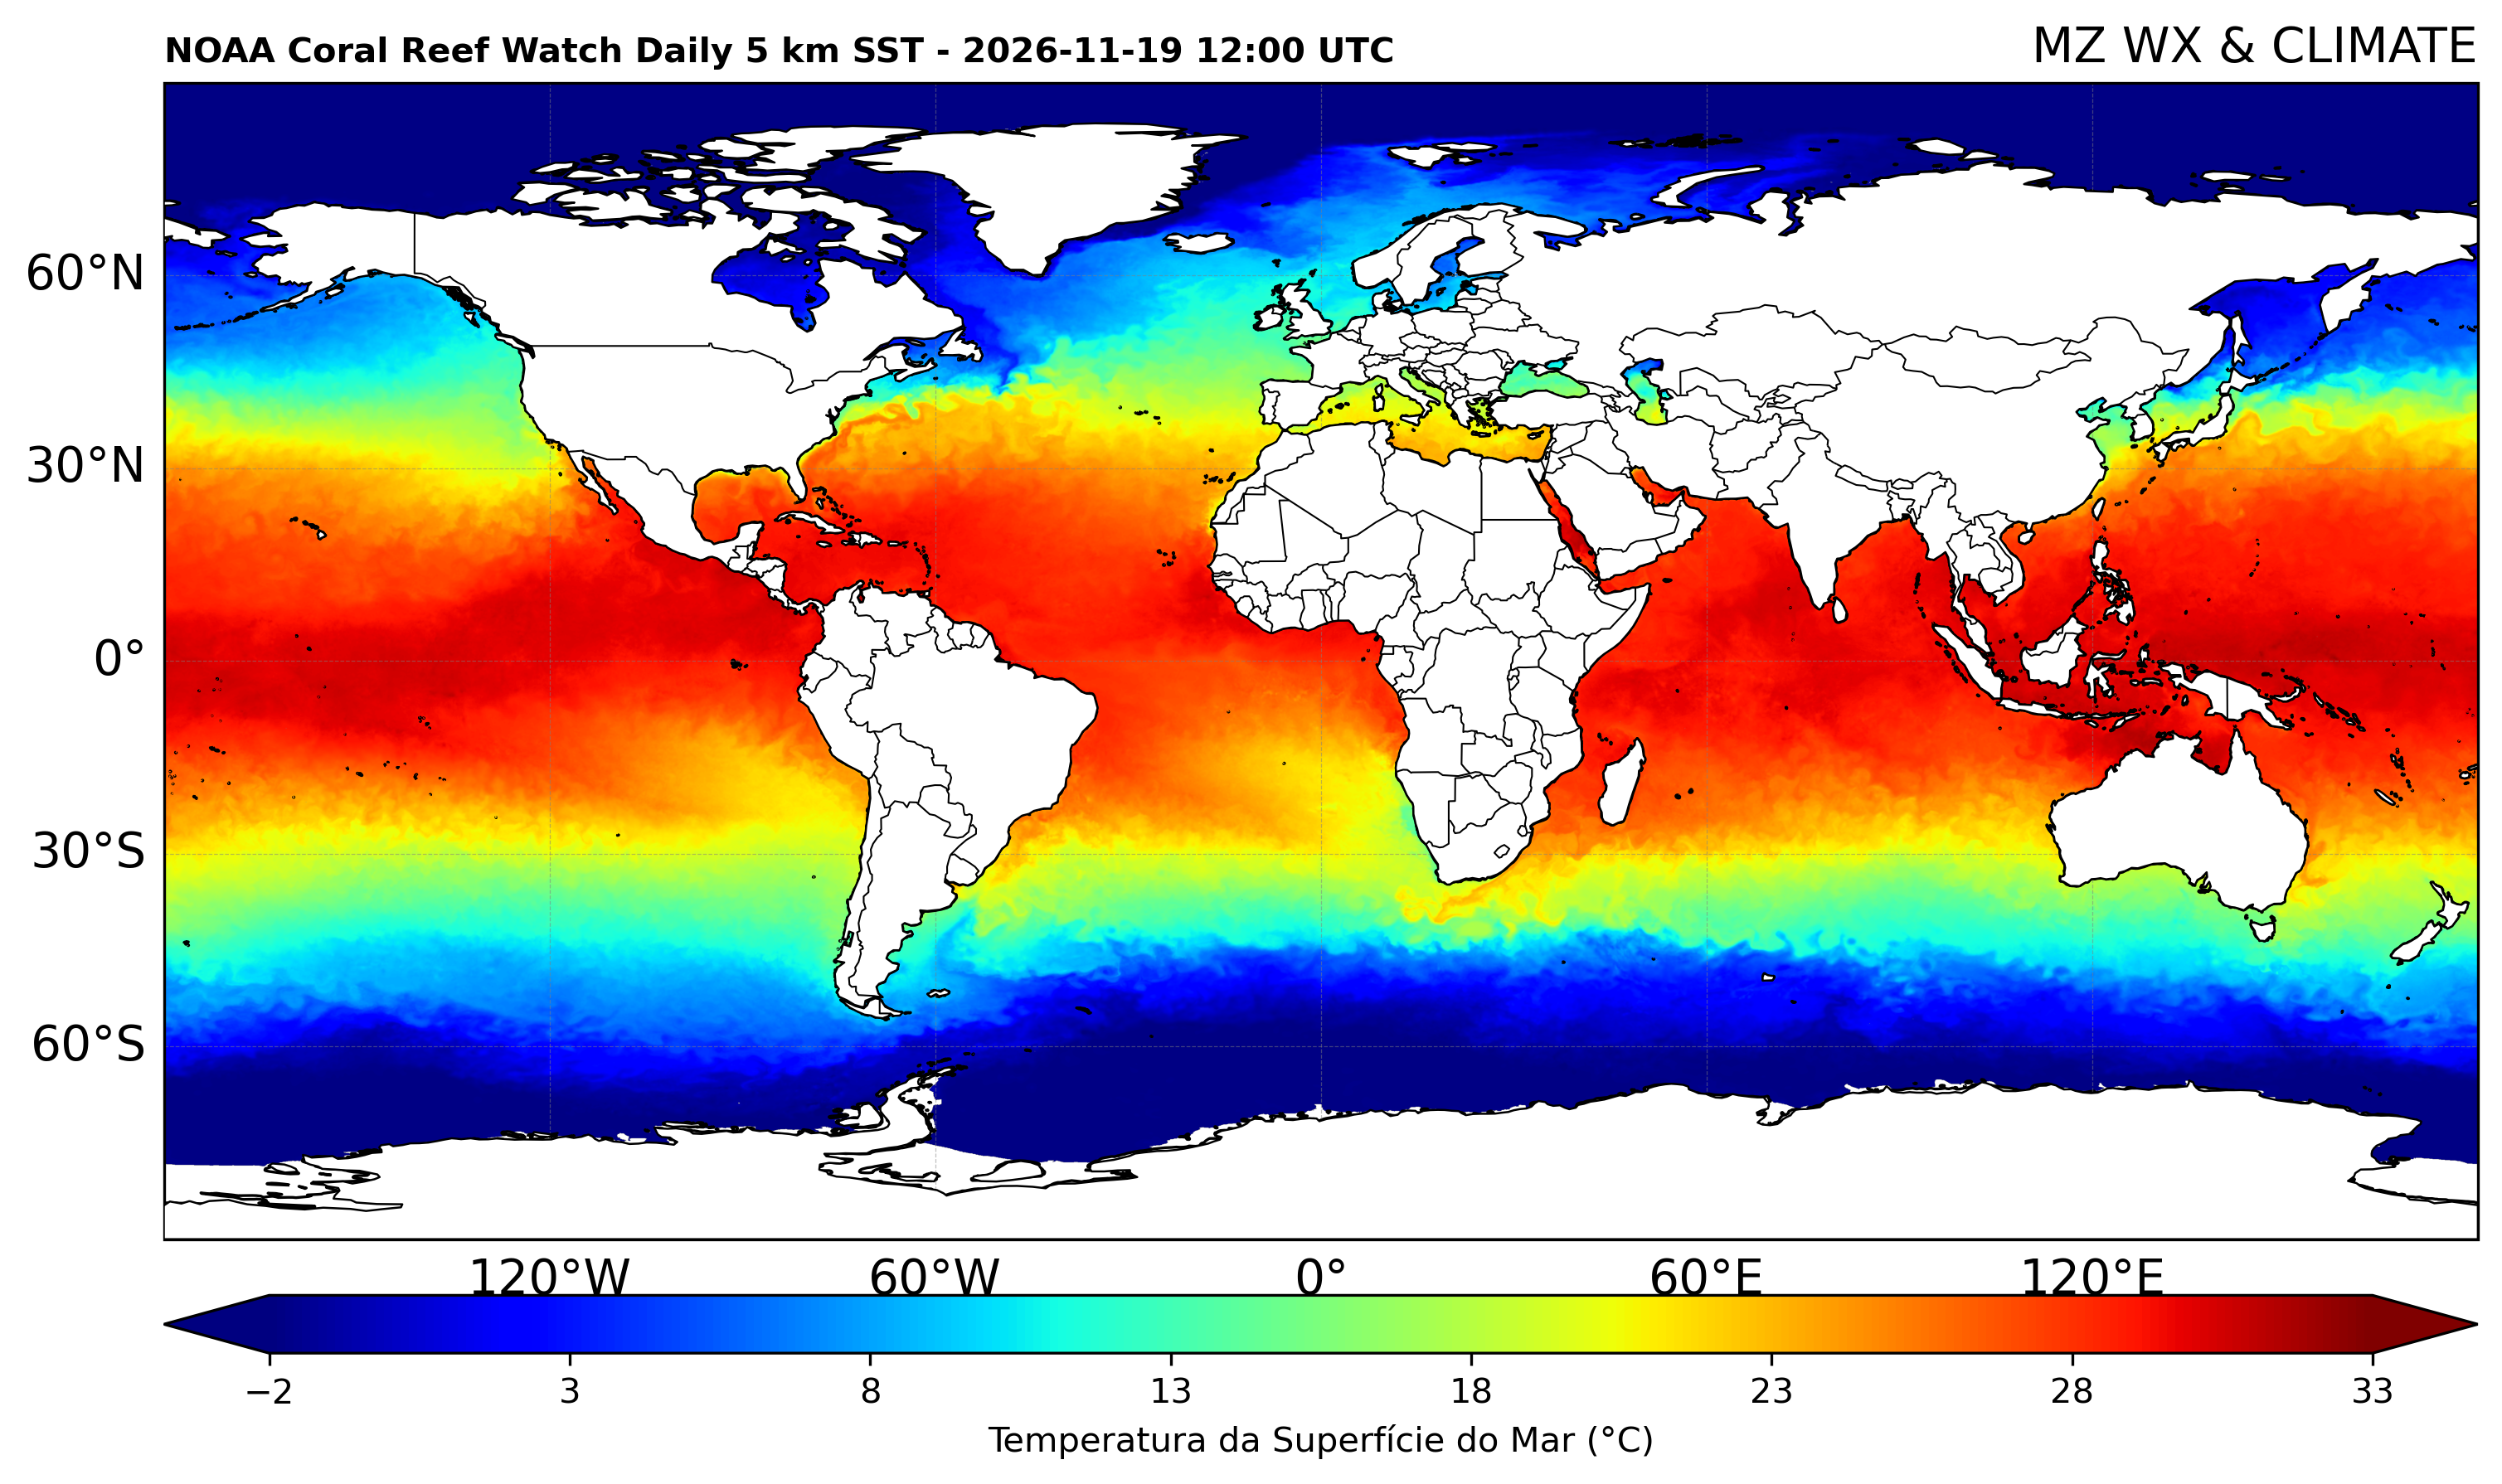 NOAA Coral Reef Watch Daily 5 km SST - 2026-11-19 12:00 UTC
MZ WX & CLIMATE
60°N
30°N
0°
30°S
60°S
120°W 60°W 0° 60°E 120°E
−2 3 8 13 18 23 28 33
Temperatura da Superfície do Mar (°C)